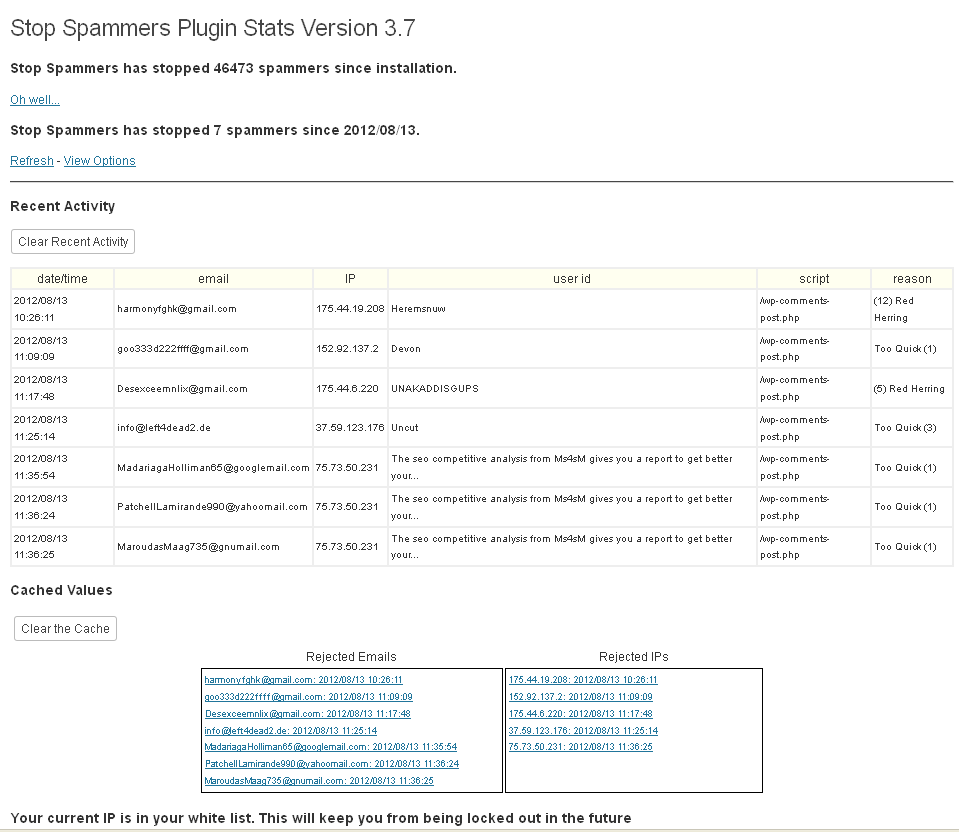 Stop Spammers Plugin Stats Version 3.7
Stop Spammers has stopped 46473 spammers since installation.
Oh well...
Stop Spammers has stopped 7 spammers since 2012/08/13.
Refresh - View Options
Recent Activity
Clear Recent Activity
date/time email IP user id script reason
2012/08/13 10:26:11 harmonyfghk@gmail.com 175.44.19.208 Heremsnuw /wp-comments-post.php (12) Red Herring
2012/08/13 11:09:09 goo333d222ffff@gmail.com 152.92.137.2 Devon /wp-comments-post.php Too Quick (1)
2012/08/13 11:17:48 Desexceemnlix@gmail.com 175.44.6.220 UNAKADDISGUPS /wp-comments-post.php (5) Red Herring
2012/08/13 11:25:14 info@left4dead2.de 37.59.123.176 Uncut /wp-comments-post.php Too Quick (3)
2012/08/13 11:35:54 MadariagaHolliman65@googlemail.com 75.73.50.231 The seo competitive analysis from Ms4sM gives you a report to get better your... /wp-comments-post.php Too Quick (1)
2012/08/13 11:36:24 PatchellLamirande990@yahoomail.com 75.73.50.231 The seo competitive analysis from Ms4sM gives you a report to get better your... /wp-comments-post.php Too Quick (1)
2012/08/13 11:36:25 MaroudasMaag735@gnumail.com 75.73.50.231 The seo competitive analysis from Ms4sM gives you a report to get better your... /wp-comments-post.php Too Quick (1)
Cached Values
Clear the Cache
Rejected Emails Rejected IPs
harmonyfghk@gmail.com: 2012/08/13 10:26:11 175.44.19.208: 2012/08/13 10:26:11
goo333d222ffff@gmail.com: 2012/08/13 11:09:09 152.92.137.2: 2012/08/13 11:09:09
Desexceemnlix@gmail.com: 2012/08/13 11:17:48 175.44.6.220: 2012/08/13 11:17:48
info@left4dead2.de: 2012/08/13 11:25:14 37.59.123.176: 2012/08/13 11:25:14
MadariagaHolliman65@googlemail.com: 2012/08/13 11:35:54 75.73.50.231: 2012/08/13 11:36:25
PatchellLamirande990@yahoomail.com: 2012/08/13 11:36:24
MaroudasMaag735@gnumail.com: 2012/08/13 11:36:25
Your current IP is in your white list. This will keep you from being locked out in the future